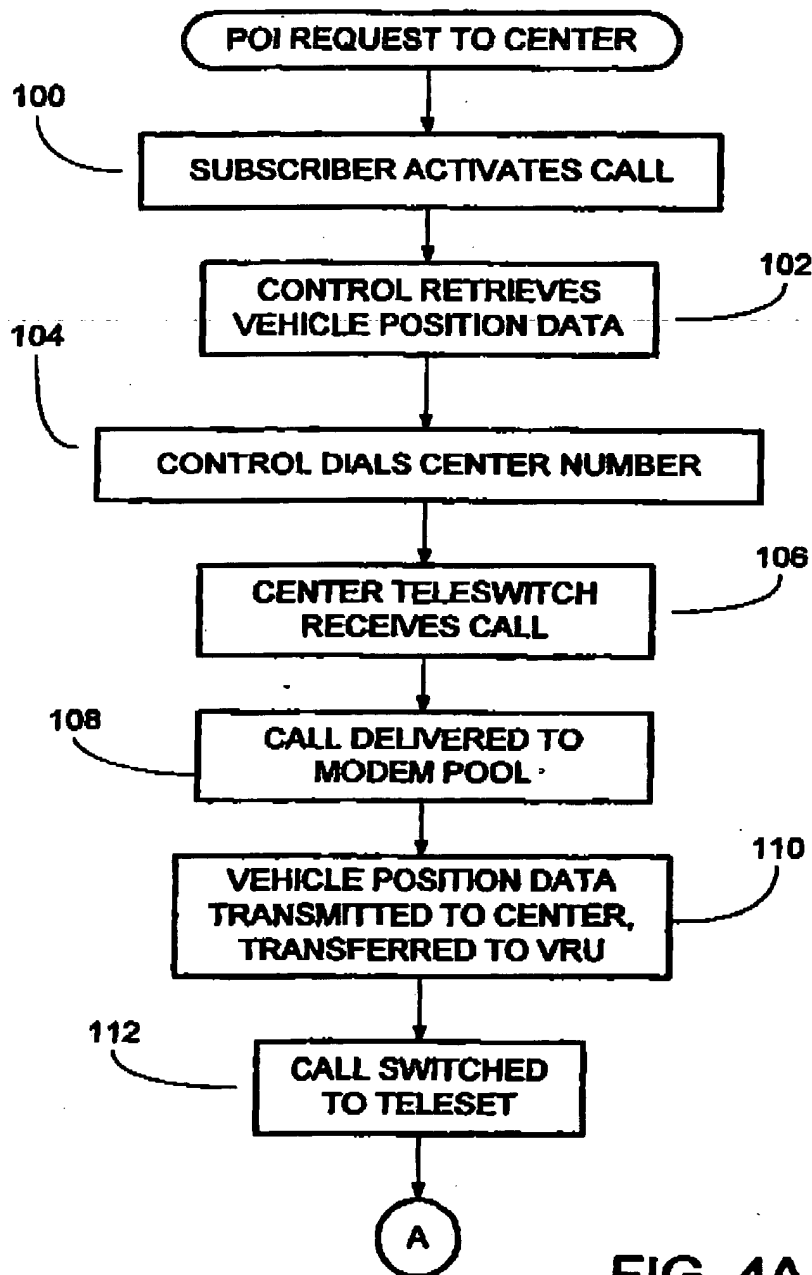 POI REQUEST TO CENTER
100
SUBSCRIBER ACTIVATES CALL
102
CONTROL RETRIEVES
VEHICLE POSITION DATA
104
CONTROL DIALS CENTER NUMBER
106
CENTER TELESWITCH
RECEIVES CALL
108
CALL DELIVERED TO
MODEM POOL
110
VEHICLE POSITION DATA
TRANSMITTED TO CENTER,
TRANSFERRED TO VRU
112
CALL SWITCHED
TO TELESET
A
FIG. 4A